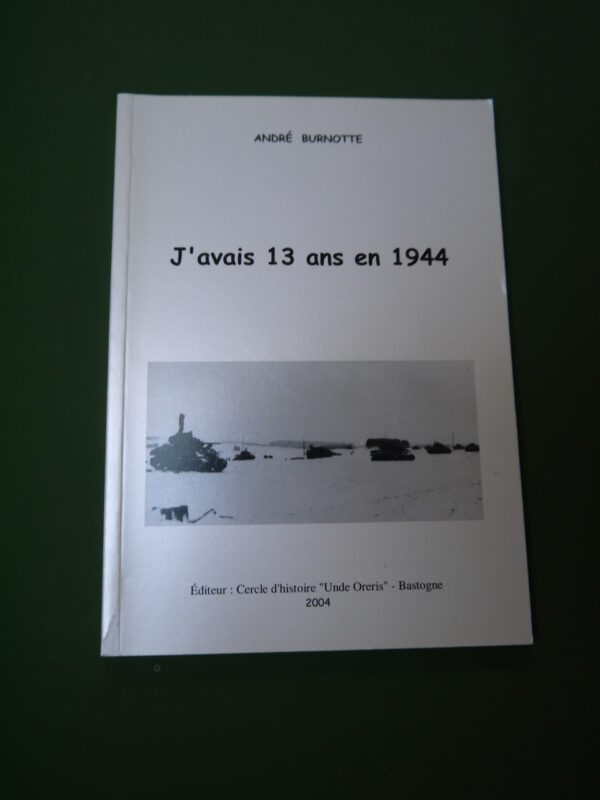 ANDRÉ BURNOTTE
J'avais 13 ans en 1944
Éditeur : Cercle d'histoire "Unde Oreris" - Bastogne
2004